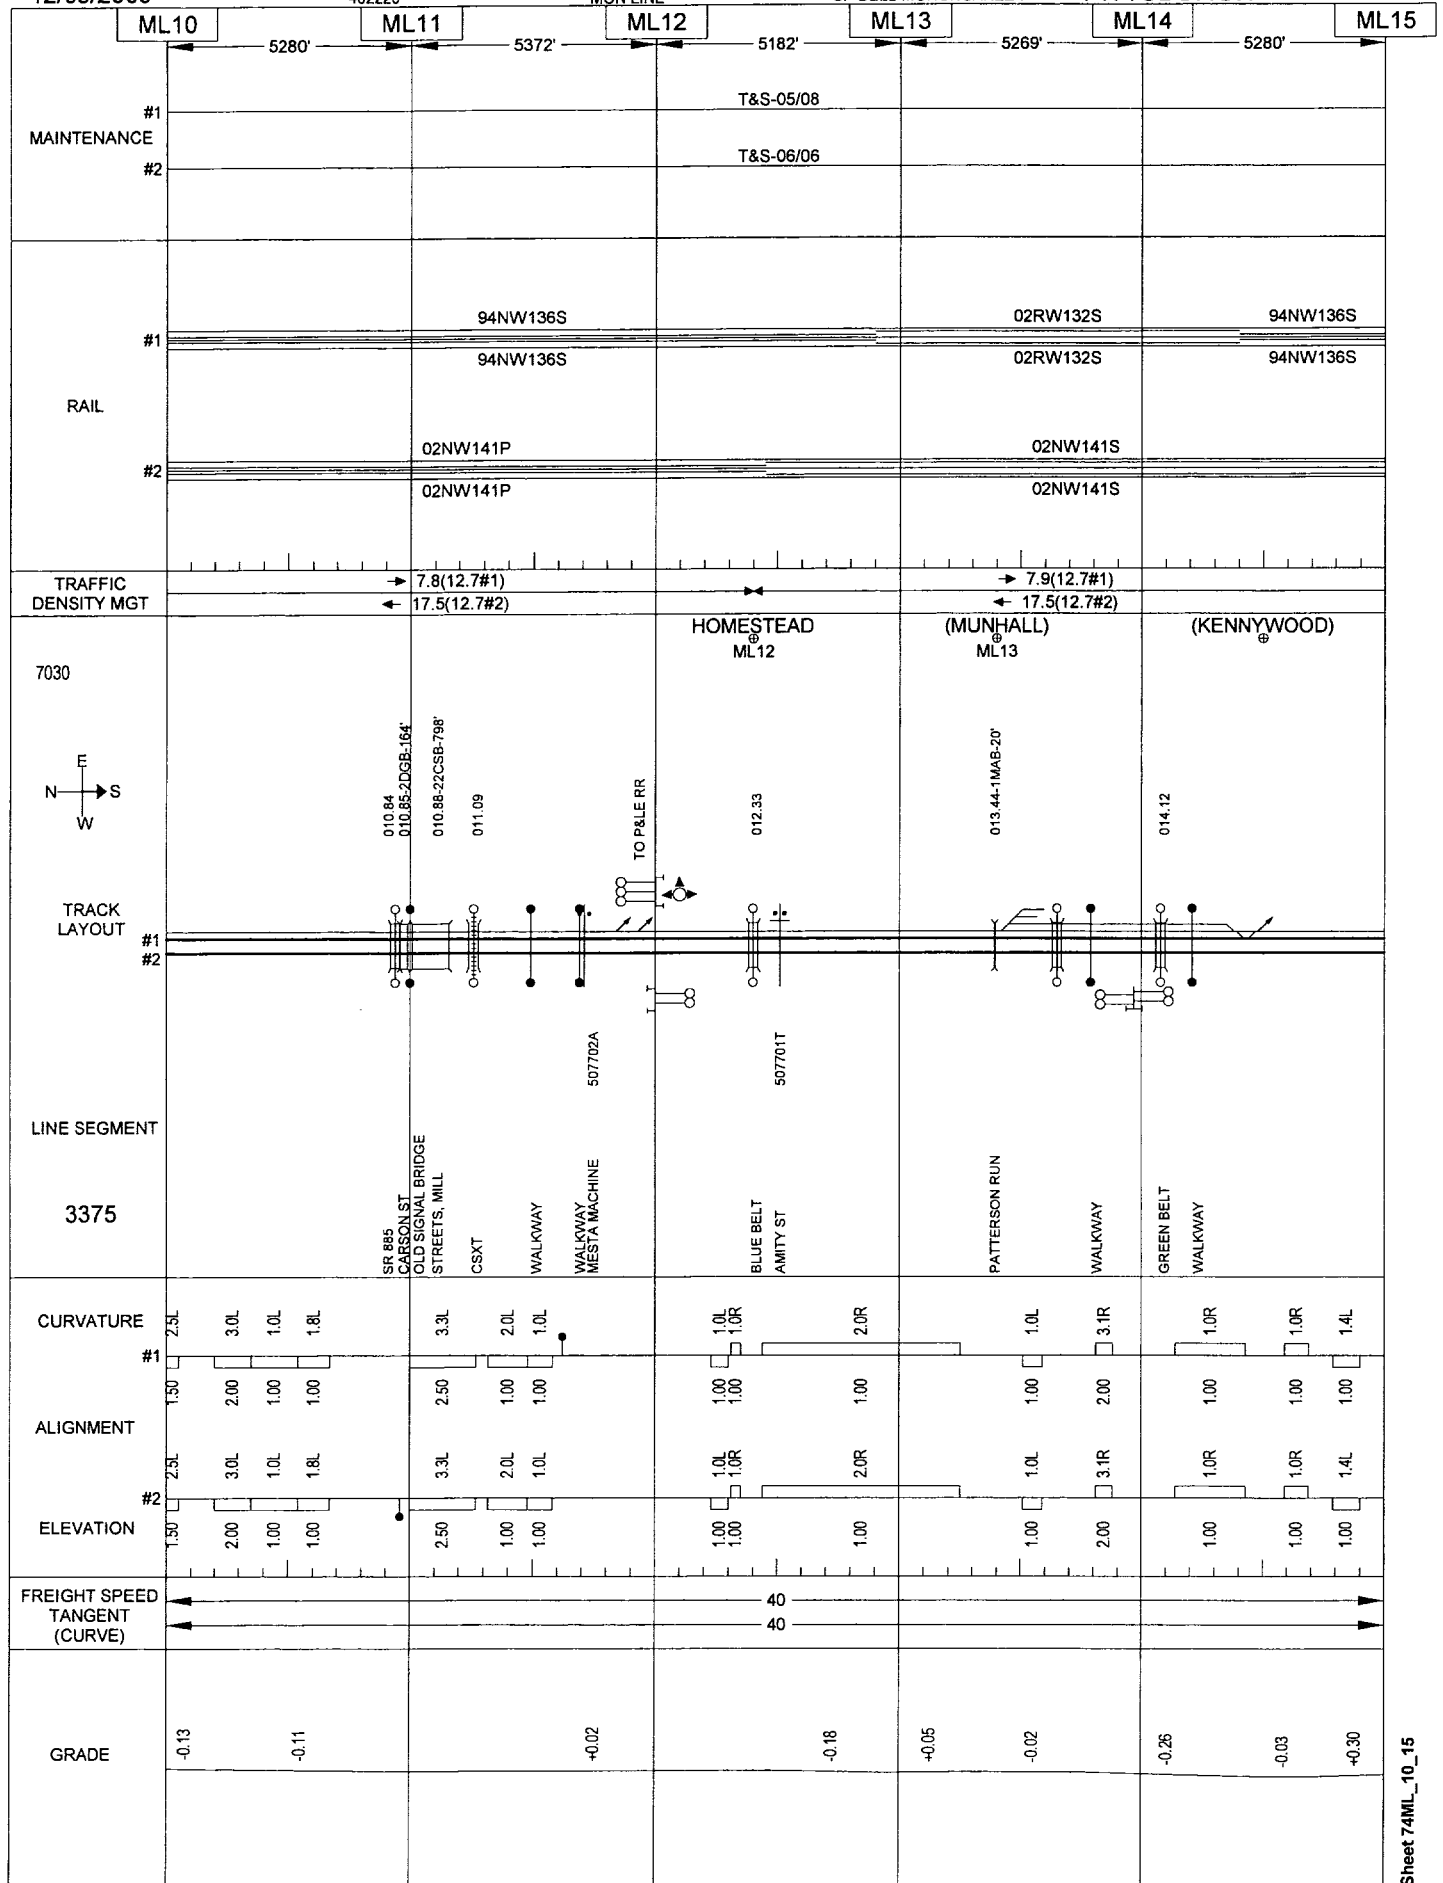 ML10 ML11 ML12 ML13 ML14 ML15
5280' 5372' 5182' 5269' 5280'
MAINTENANCE
#1 T&S-05/08
#2 T&S-06/06
RAIL
94NW136S 02RW132S 94NW136S
#1
94NW136S 02RW132S 94NW136S
02NW141P 02NW141S
#2
02NW141P 02NW141S
TRAFFIC
DENSITY MGT
7.8(12.7#1) 7.9(12.7#1)
17.5(12.7#2) 17.5(12.7#2)
HOMESTEAD (MUNHALL) (KENNYWOOD)
ML12 ML13
7030
E
N S
W
010.84
010.85-2DGB-164'
010.88-22CSB-798'
011.09
TO P&LE RR
012.33
013.44-1MAB-20'
014.12
TRACK
LAYOUT
#1
#2
507702A
507701T
LINE SEGMENT
3375
SR 885
CARSON ST
OLD SIGNAL BRIDGE
STREETS, MILL
CSXT
WALKWAY
WALKWAY
MESTA MACHINE
BLUE BELT
AMITY ST
PATTERSON RUN
WALKWAY
GREEN BELT
WALKWAY
CURVATURE
2.5L 3.0L 1.0L 1.8L 3.3L 2.0L 1.0L 1.0L 1.0R 2.0R 1.0L 3.1R 1.0R 1.0R 1.4L
#1
1.50 2.00 1.00 1.00 2.50 1.00 1.00 1.00 1.00 1.00 1.00 2.00 1.00 1.00 1.00
ALIGNMENT
2.5L 3.0L 1.0L 1.8L 3.3L 2.0L 1.0L 1.0L 1.0R 2.0R 1.0L 3.1R 1.0R 1.0R 1.4L
#2
ELEVATION
1.50 2.00 1.00 1.00 2.50 1.00 1.00 1.00 1.00 1.00 1.00 2.00 1.00 1.00 1.00
FREIGHT SPEED
TANGENT
(CURVE)
40
40
GRADE
-0.13 -0.11 +0.02 -0.18 +0.05 -0.02 -0.26 -0.03 +0.30
Sheet 74ML_10_15